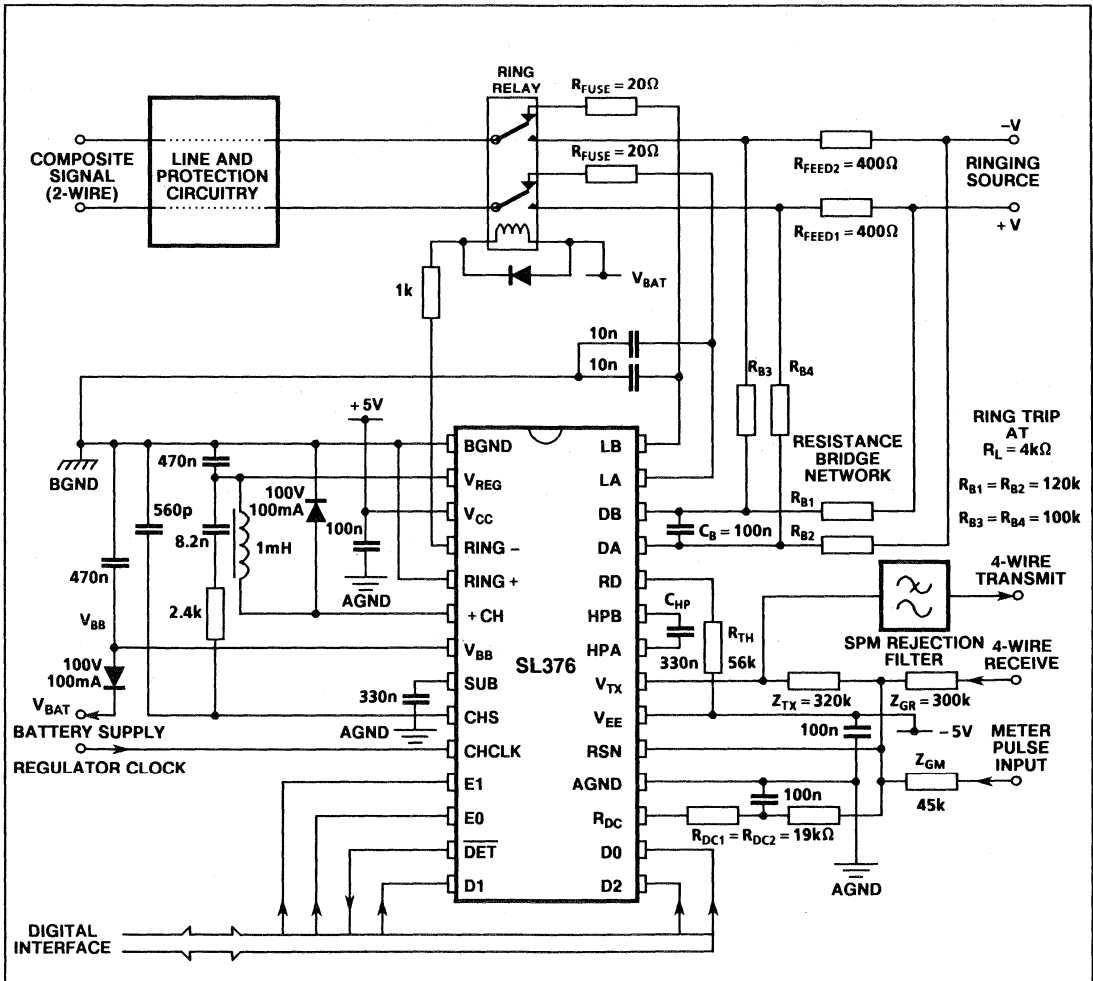 RING
RELAY
R_FUSE = 20Ω
COMPOSITE
SIGNAL
(2-WIRE)
LINE AND
PROTECTION
CIRCUITRY
R_FUSE = 20Ω
R_FEED2 = 400Ω
–V
RINGING
SOURCE
R_FEED1 = 400Ω
+ V
V_BAT
1k
10n
10n
R_B3
R_B4
+ 5V
BGND
470n
560p
8.2n
470n
2.4k
1mH
100V
100mA
100n
AGND
V_BB
100V
100mA
V_BAT
BATTERY SUPPLY
REGULATOR CLOCK
330n
AGND
BGND
V_REG
V_CC
RING –
RING +
+ CH
V_BB
SUB
CHS
CHCLK
E1
E0
D̅E̅T̅
D1
SL376
LB
LA
DB
DA
RD
HPB
HPA
V_TX
V_EE
RSN
AGND
R_DC
D0
D2
RESISTANCE
BRIDGE
NETWORK
R_B1
C_B = 100n
R_B2
RING TRIP
AT
R_L = 4kΩ
R_B1 = R_B2 = 120k
R_B3 = R_B4 = 100k
C_HP
330n
R_TH
56k
4-WIRE
TRANSMIT
SPM REJECTION
FILTER
4-WIRE
RECEIVE
Z_TX = 320k
Z_GR = 300k
100n
– 5V
METER
PULSE
INPUT
Z_GM
45k
100n
R_DC1 = R_DC2 = 19kΩ
AGND
DIGITAL
INTERFACE